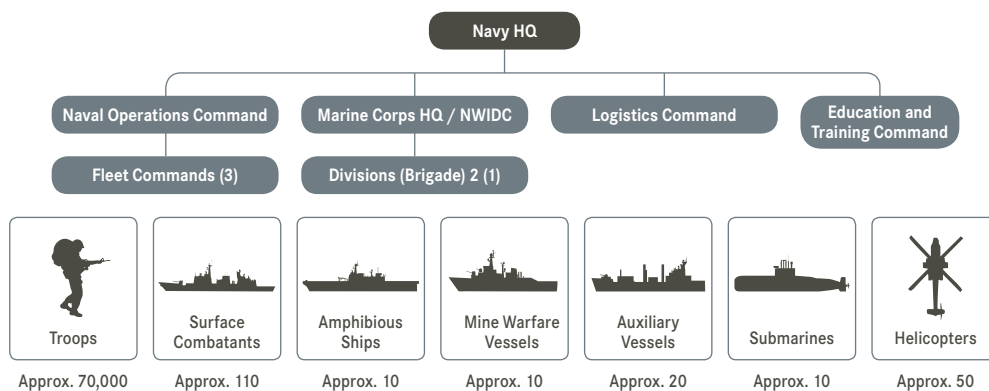 Navy HQ
Naval Operations Command
Marine Corps HQ / NWIDC
Logistics Command
Education and
Training Command
Fleet Commands (3)
Divisions (Brigade) 2 (1)
Troops
Surface
Combatants
Amphibious
Ships
Mine Warfare
Vessels
Auxiliary
Vessels
Submarines
Helicopters
Approx. 70,000
Approx. 110
Approx. 10
Approx. 10
Approx. 20
Approx. 10
Approx. 50